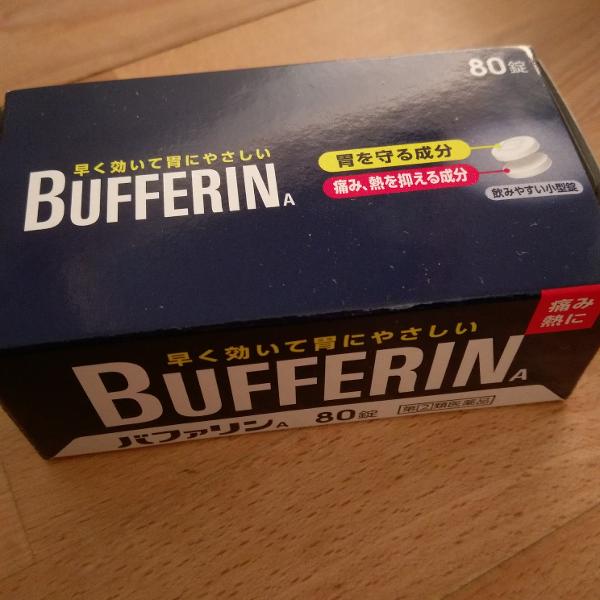 80錠
早く効いて胃にやさしい
BUFFERIN A
胃を守る成分
痛み、熱を抑える成分
飲みやすい小型錠
痛み
熱に
早く効いて胃にやさしい
BUFFERIN A
バファリンA 80錠 第②類医薬品